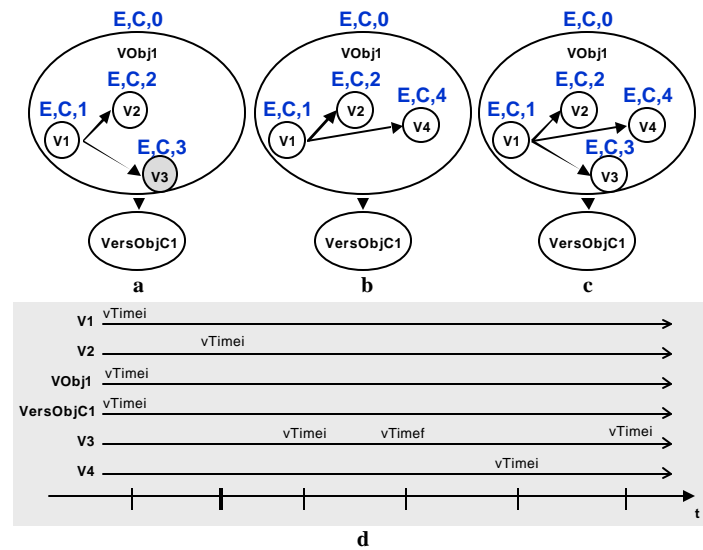 E,C,0
VObj1
E,C,2
V2
E,C,1
V1
E,C,3
V3
VersObjC1
a
E,C,0
VObj1
E,C,2
V2
E,C,1
V1
E,C,4
V4
VersObjC1
b
E,C,0
VObj1
E,C,2
V2
E,C,1
V1
E,C,4
V4
E,C,3
V3
VersObjC1
c
V1 vTimei
V2 vTimei
VObj1 vTimei
VersObjC1 vTimei
V3 vTimei vTimef vTimei
V4 vTimei
t
d